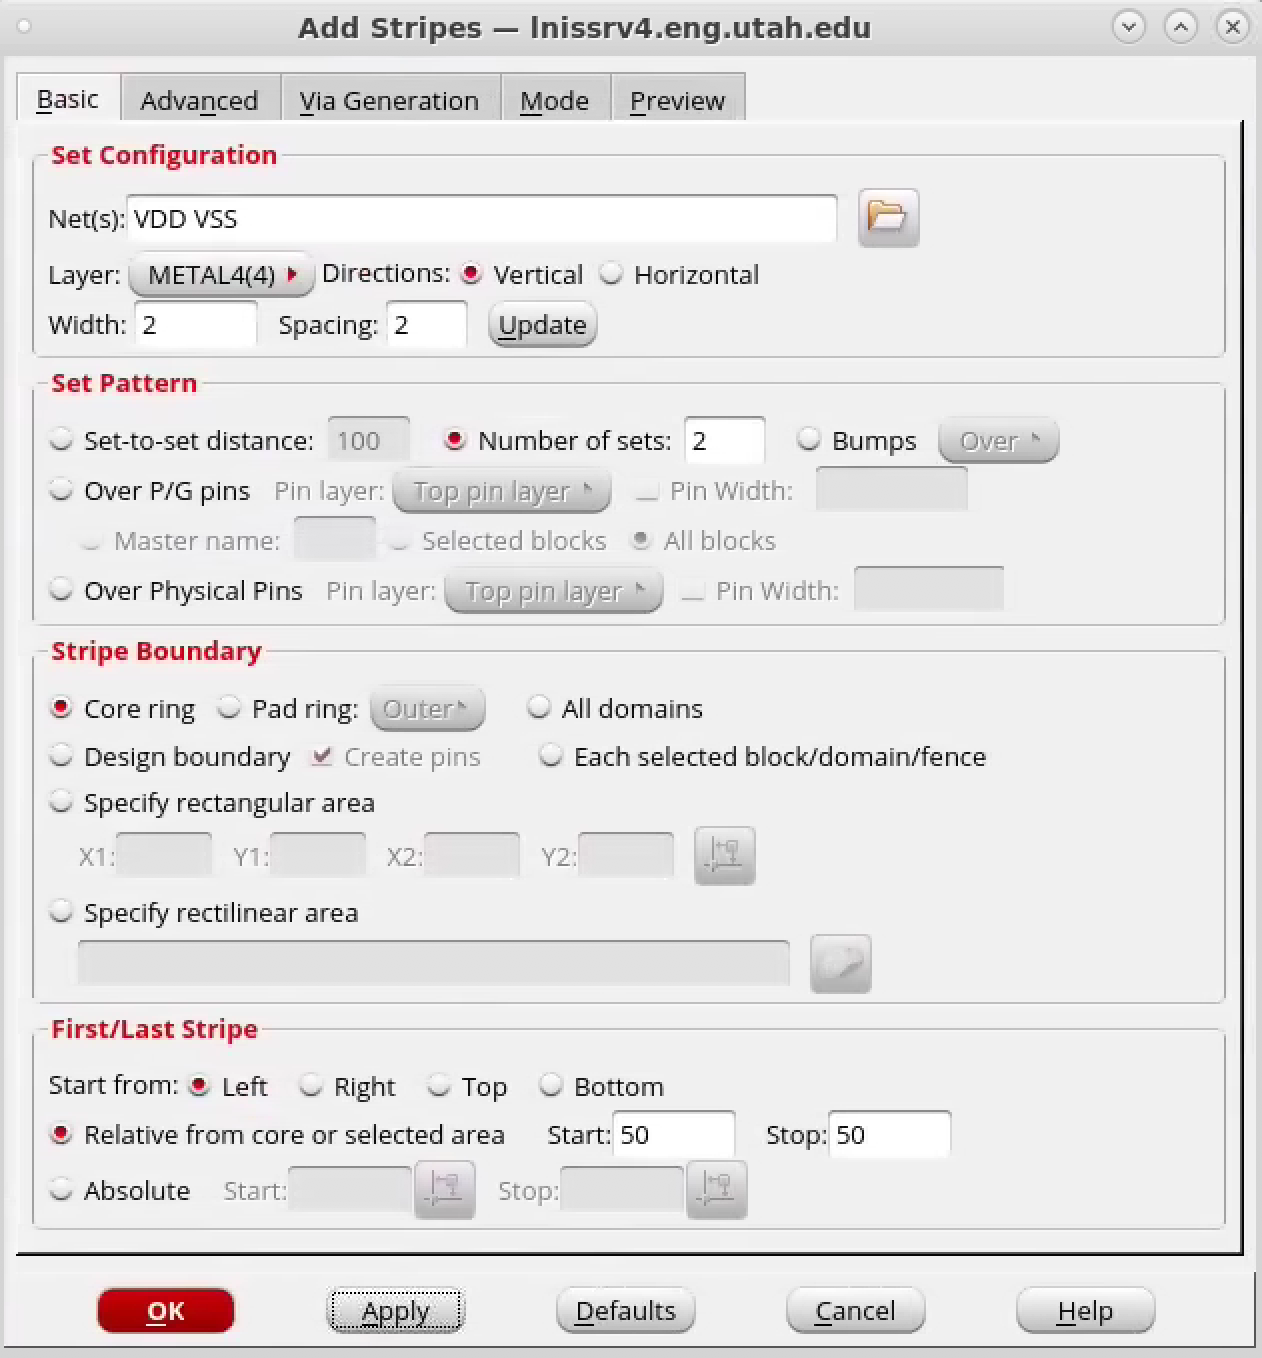 Add Stripes — lnissrv4.eng.utah.edu
Basic Advanced Via Generation Mode Preview
Set Configuration
Net(s): VDD VSS
Layer: METAL4(4) Directions: Vertical Horizontal
Width: 2 Spacing: 2 Update
Set Pattern
Set-to-set distance: 100 Number of sets: 2 Bumps Over
Over P/G pins Pin layer: Top pin layer Pin Width:
Master name: Selected blocks All blocks
Over Physical Pins Pin layer: Top pin layer Pin Width:
Stripe Boundary
Core ring Pad ring: Outer All domains
Design boundary Create pins Each selected block/domain/fence
Specify rectangular area
X1: Y1: X2: Y2:
Specify rectilinear area
First/Last Stripe
Start from: Left Right Top Bottom
Relative from core or selected area Start: 50 Stop: 50
Absolute Start: Stop:
OK Apply Defaults Cancel Help